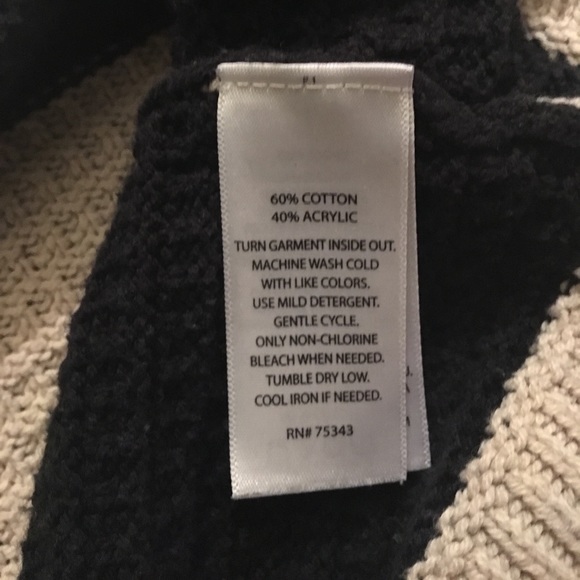 60% COTTON
40% ACRYLIC
TURN GARMENT INSIDE OUT.
MACHINE WASH COLD
WITH LIKE COLORS.
USE MILD DETERGENT.
GENTLE CYCLE.
ONLY NON-CHLORINE
BLEACH WHEN NEEDED.
TUMBLE DRY LOW.
COOL IRON IF NEEDED.
RN# 75343